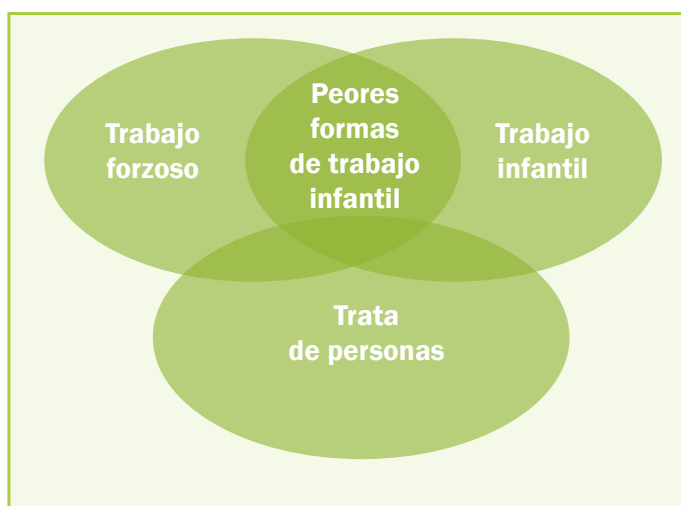 Trabajo
forzoso
Peores
formas
de trabajo
infantil
Trabajo
infantil
Trata
de personas